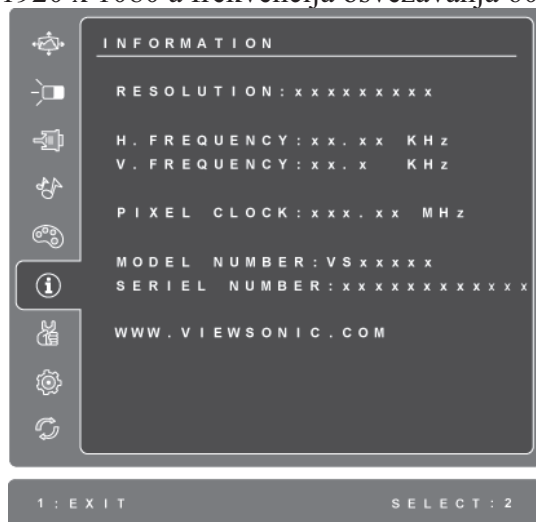 INFORMATION
RESOLUTION:xxxxxxxxx
H. FREQUENCY:xx.xx KHz
V. FREQUENCY:xx.x KHz
PIXEL CLOCK:xxx.xx MHz
MODEL NUMBER:VSxxxxx
SERIEL NUMBER:xxxxxxxxxxxx
WWW.VIEWSONIC.COM
1:EXIT SELECT:2